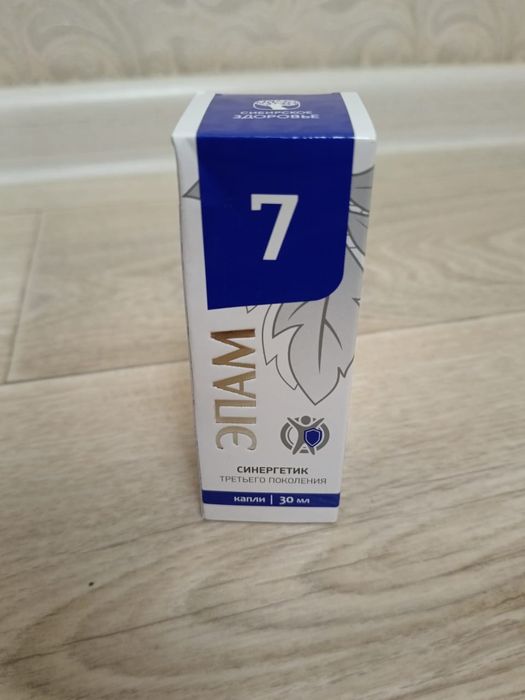 СИБИРСКОЕ
ЗДОРОВЬЕ
7
ЭПАМ
СИНЕРГЕТИК
ТРЕТЬЕГО ПОКОЛЕНИЯ
КАПЛИ | 30 МЛ